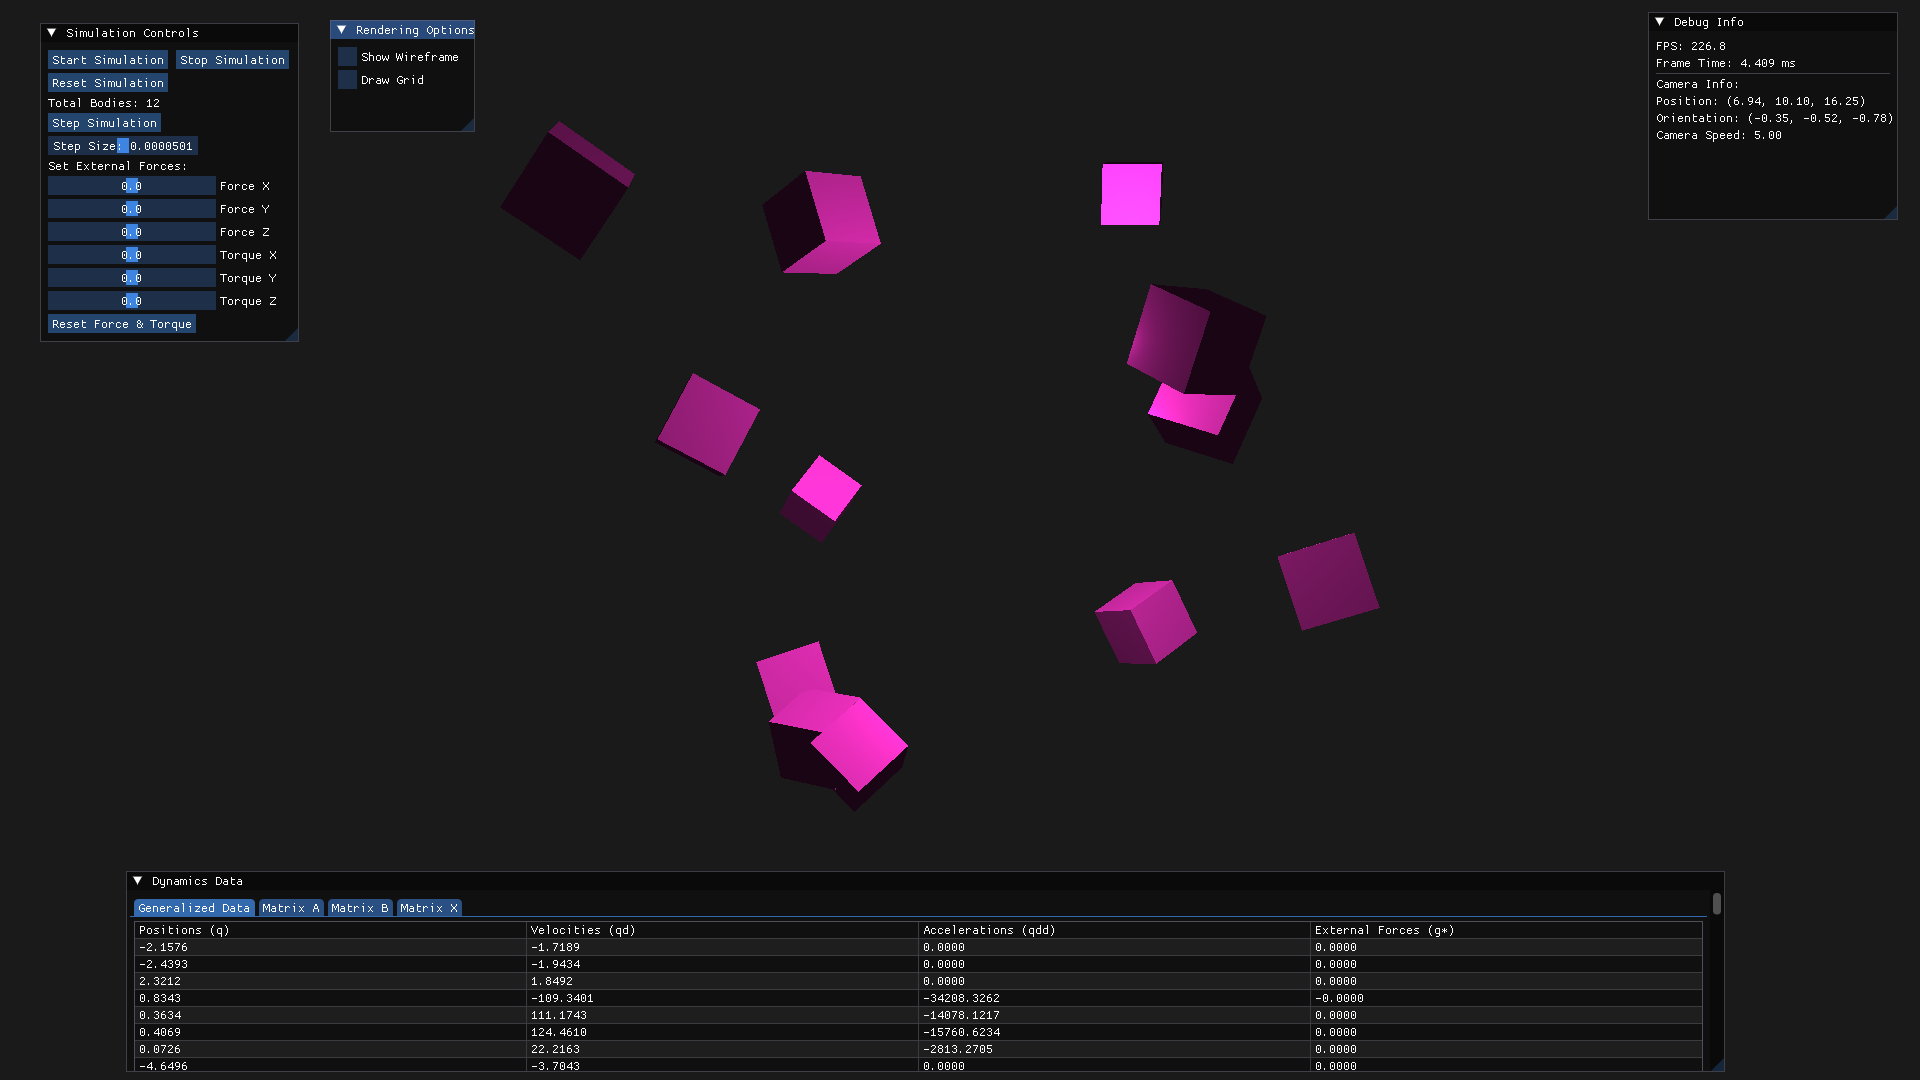 Simulation Controls
Start Simulation Stop Simulation
Reset Simulation
Total Bodies: 12
Step Simulation
Step Size: 0.0000501
Set External Forces:
0.0 Force X
0.0 Force Y
0.0 Force Z
0.0 Torque X
0.0 Torque Y
0.0 Torque Z
Reset Force & Torque
Rendering Options
Show Wireframe
Draw Grid
Debug Info
FPS: 226.8
Frame Time: 4.409 ms
Camera Info:
Position: (6.94, 10.10, 16.25)
Orientation: (-0.35, -0.52, -0.78)
Camera Speed: 5.00
Dynamics Data
Generalized Data Matrix A Matrix B Matrix X
Positions (q) Velocities (qd) Accelerations (qdd) External Forces (g*)
-2.1576 -1.7189 0.0000 0.0000
-2.4393 -1.9434 0.0000 0.0000
2.3212 1.8492 0.0000 0.0000
0.8343 -109.3401 -34208.3262 -0.0000
0.3634 111.1743 -14078.1217 0.0000
0.4069 124.4610 -15760.6234 0.0000
0.0726 22.2163 -2813.2705 0.0000
-4.6496 -3.7043 0.0000 0.0000